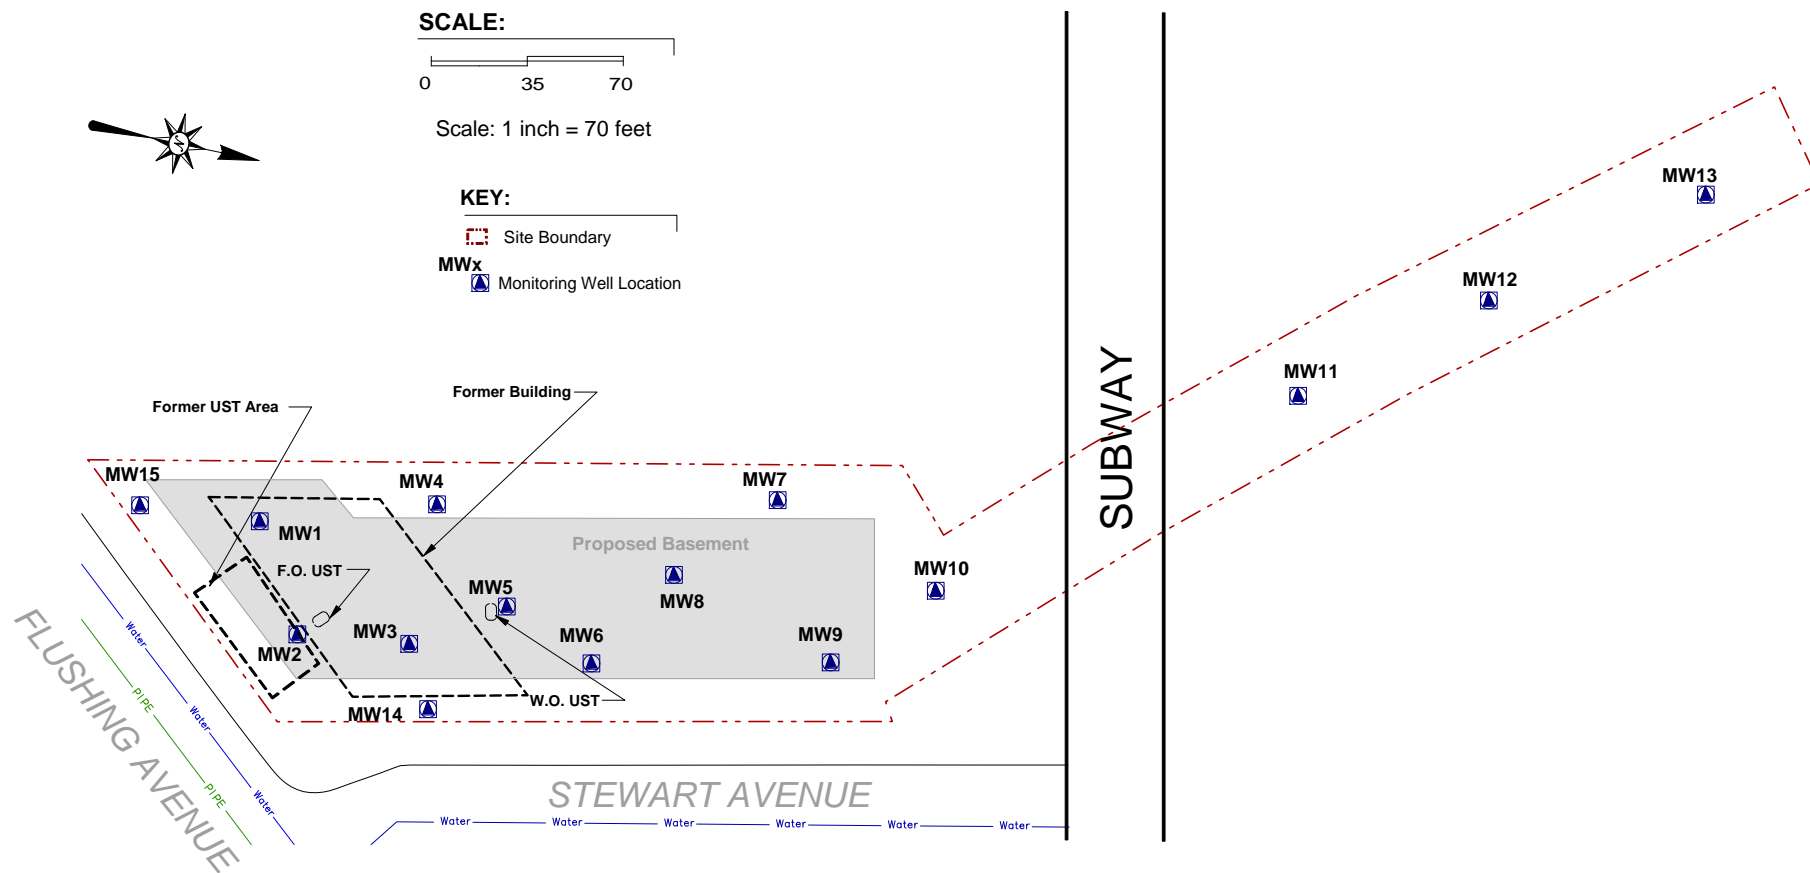 SCALE:
0 35 70
Scale: 1 inch = 70 feet
N
KEY:
Site Boundary
MWx
Monitoring Well Location
MW13
MW12
MW11
SUBWAY
Former Building
Former UST Area
MW15
MW4
MW7
MW1
Proposed Basement
F.O. UST
MW5
MW10
MW8
MW3
MW6
MW9
MW2
W.O. UST
MW14
FLUSHING AVENUE
Water
Water
Water
PIPE
PIPE
STEWART AVENUE
Water Water Water Water Water Water